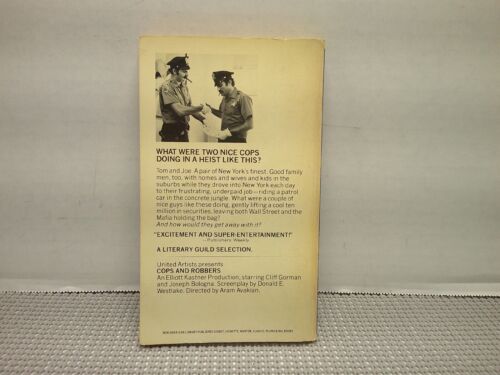 WHAT WERE TWO NICE COPS
DOING IN A HEIST LIKE THIS?
Tom and Joe. A pair of New York's finest. Good family
men, too, with homes and wives and kids in the
suburbs while they drove into New York each day
to their frustrating, underpaid job—riding a patrol
car in the concrete jungle. What were a couple of
nice guys like these doing, gently lifting a cool ten
million in securities, leaving both Wall Street and the
Mafia holding the bag?
And how would they get away with it?
"EXCITEMENT AND SUPER-ENTERTAINMENT!"
—Publishers Weekly
A LITERARY GUILD SELECTION.
United Artists presents
COPS AND ROBBERS
An Elliott Kastner Production, starring Cliff Gorman
and Joseph Bologna. Screenplay by Donald E.
Westlake. Directed by Aram Avakian.